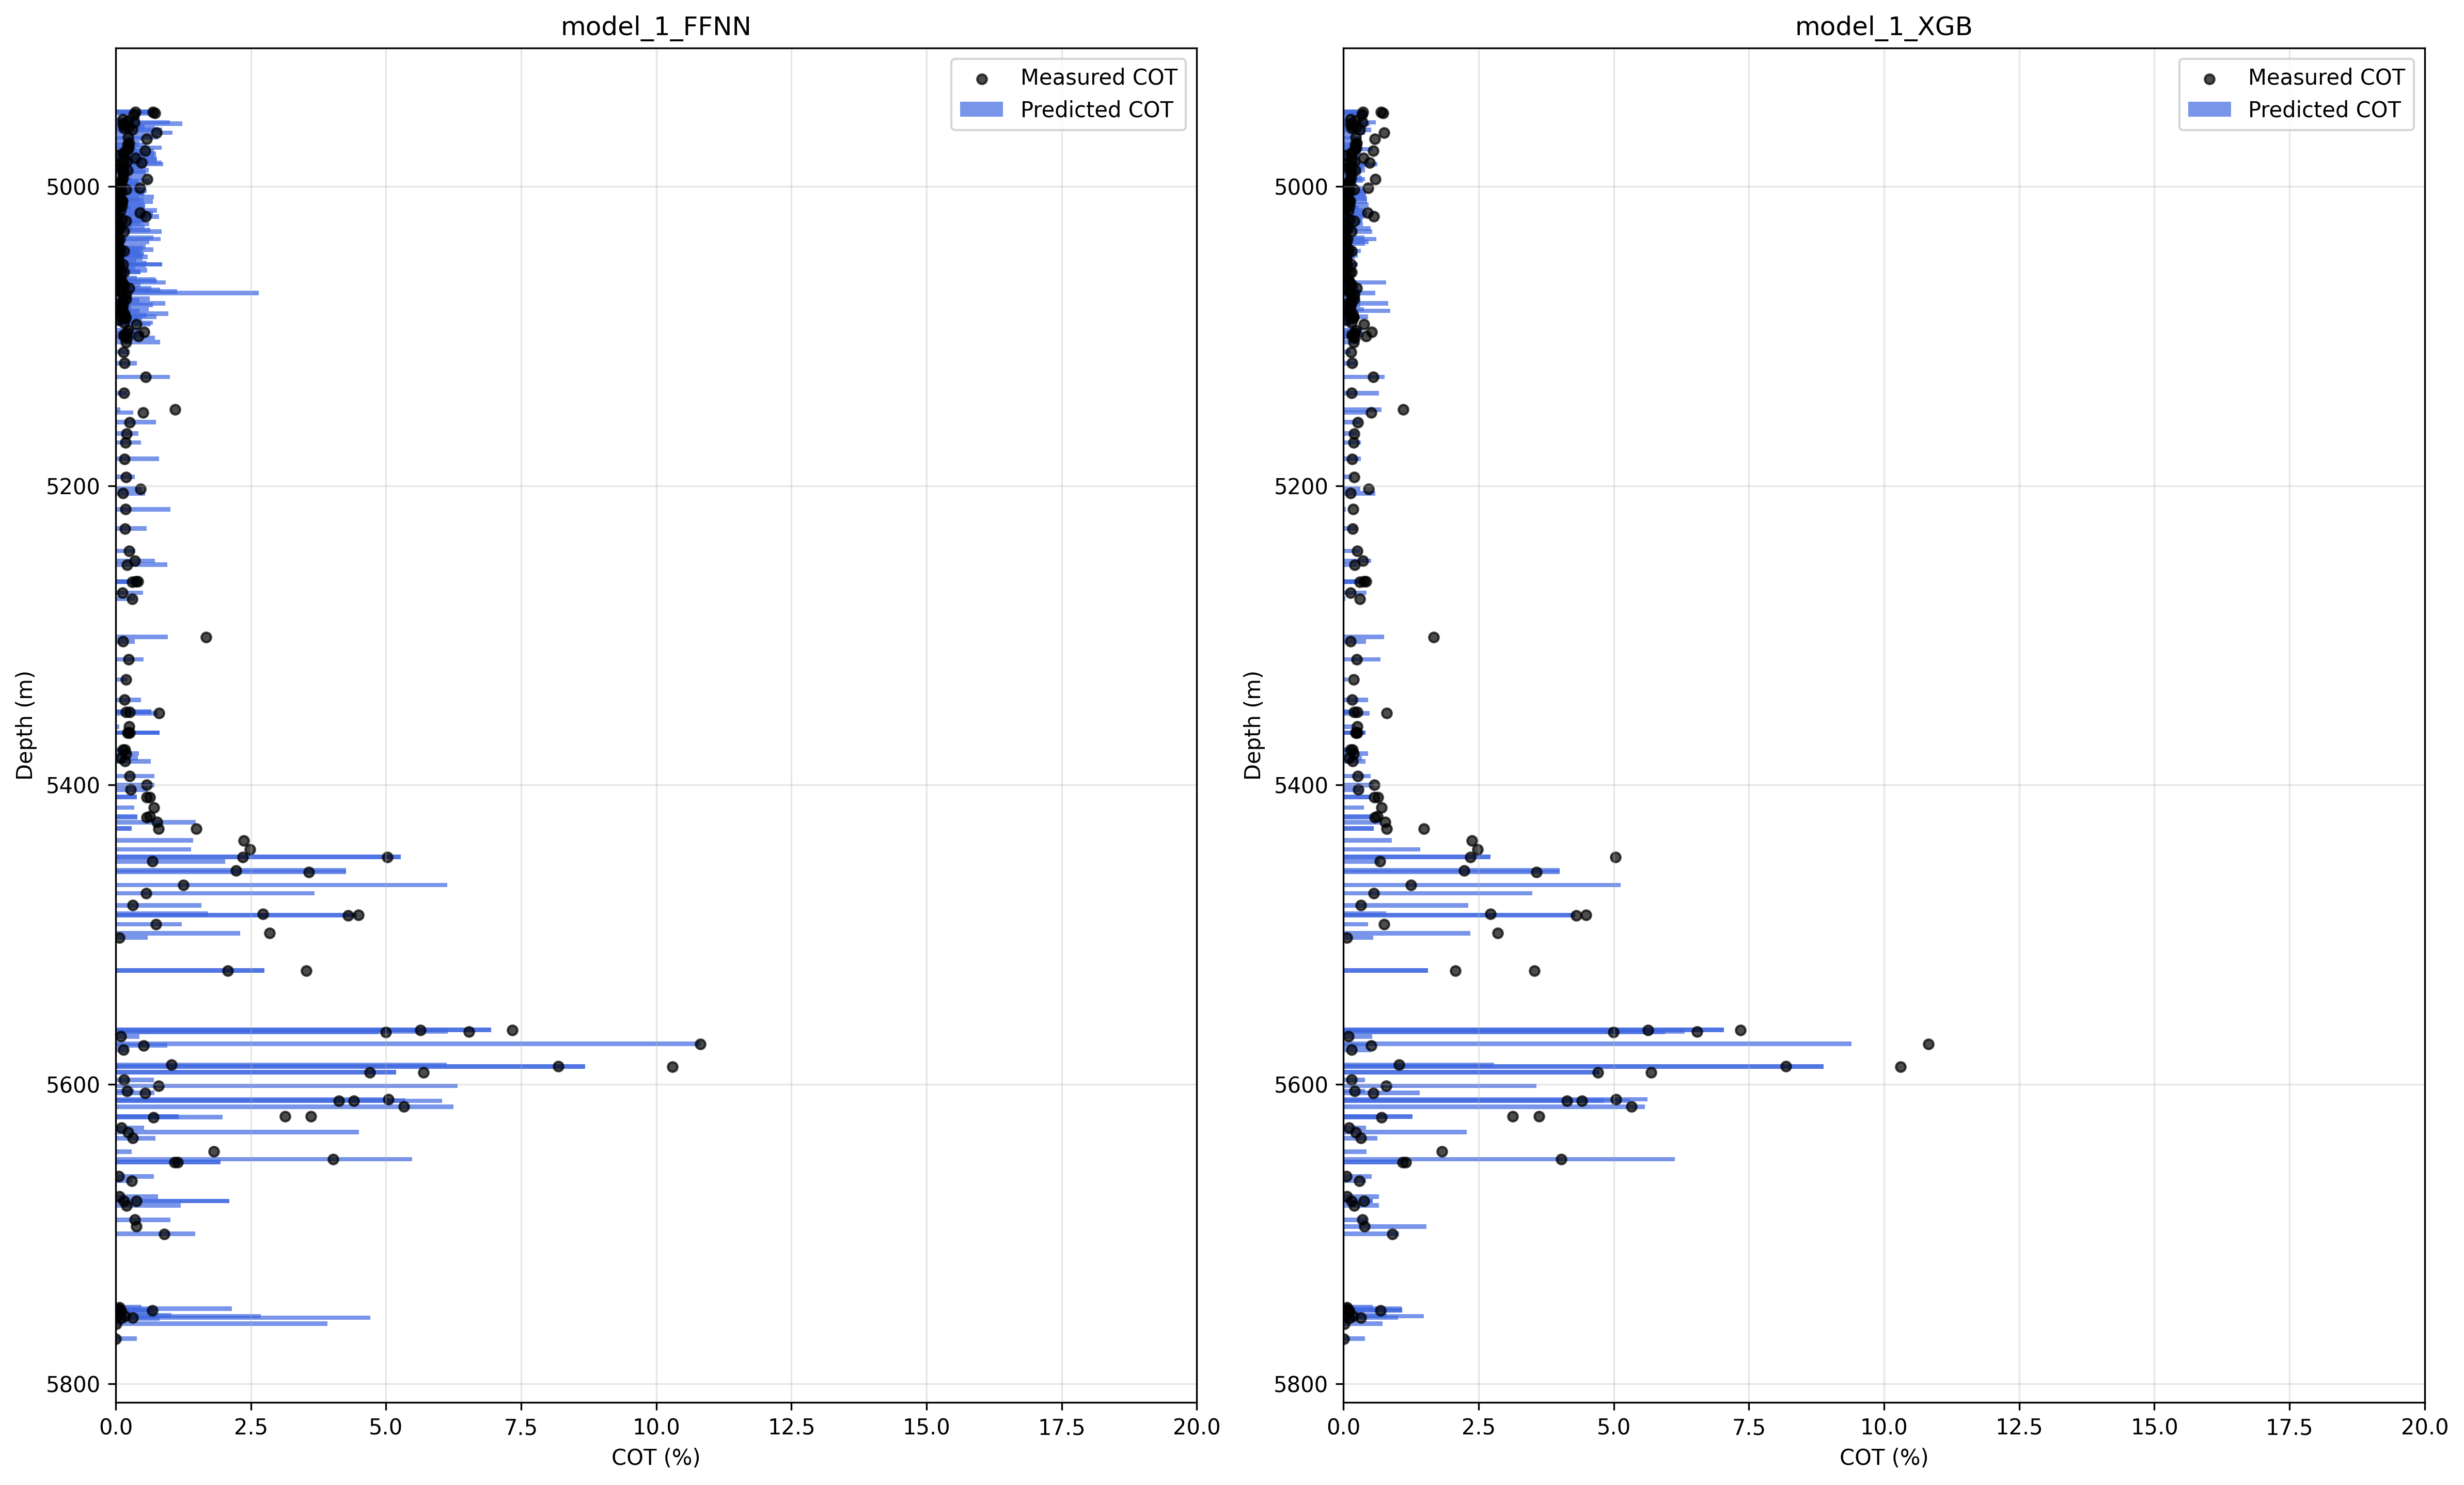 model_1_FFNN
Measured COT
Predicted COT
Depth (m)
5000
5200
5400
5600
5800
0.0 2.5 5.0 7.5 10.0 12.5 15.0 17.5 20.0
COT (%)
model_1_XGB
Measured COT
Predicted COT
Depth (m)
5000
5200
5400
5600
5800
0.0 2.5 5.0 7.5 10.0 12.5 15.0 17.5 20.0
COT (%)